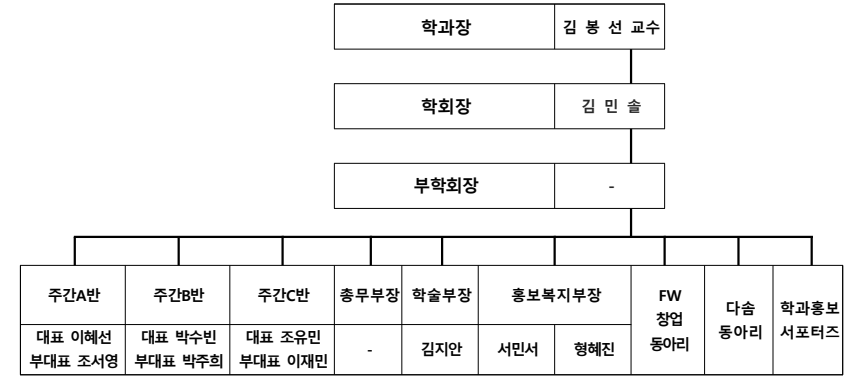 학과장 김 봉 선 교수
학회장 김 민 솔
부학회장 -
주간A반 주간B반 주간C반 총무부장 학술부장 홍보복지부장
대표 이혜선
부대표 조서영
대표 박수빈
부대표 박주희
대표 조유민
부대표 이재민
-
김지안
서민서
형혜진
FW
창업
동아리
다솜
동아리
학과홍보
서포터즈